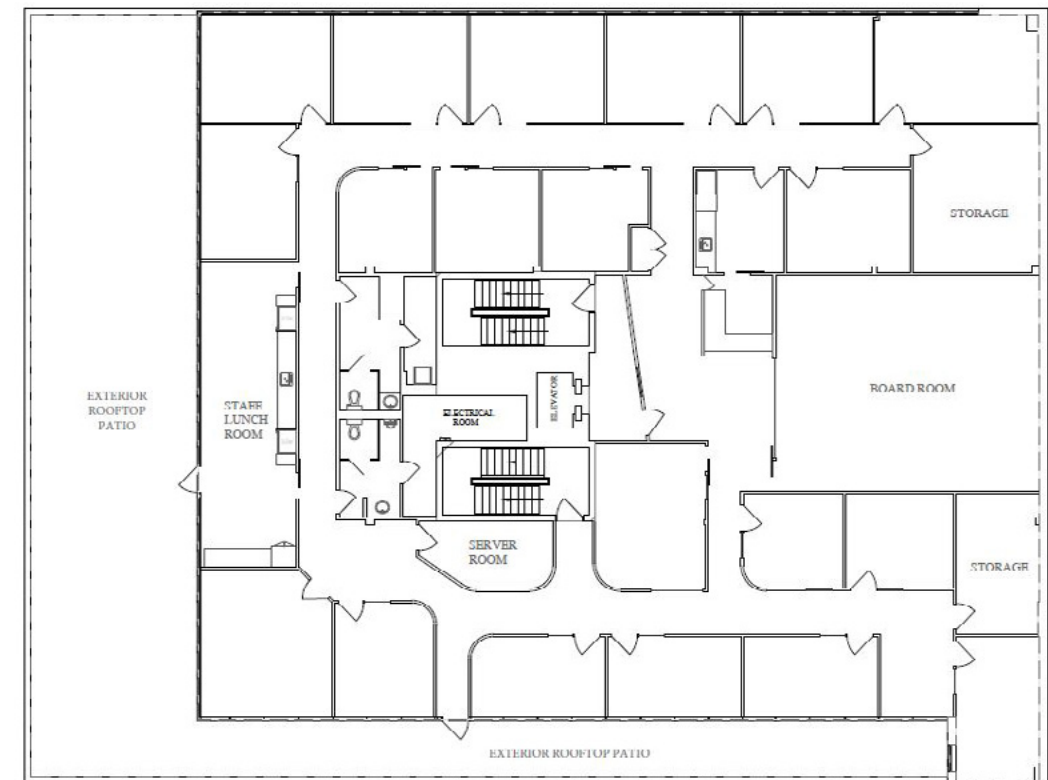 STORAGE
BOARD ROOM
EXTERIOR
ROOFTOP
PATIO
STAFF
LUNCH
ROOM
ELECTRICAL
ROOM
ELEVATOR
SERVER
ROOM
STORAGE
EXTERIOR ROOFTOP PATIO